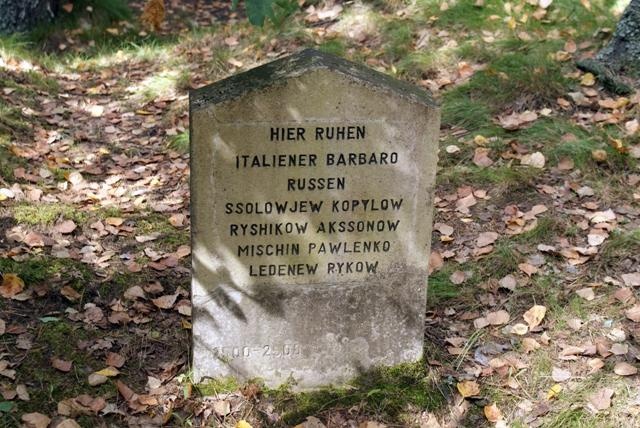 HIER RUHEN
ITALIENER BARBARO
RUSSEN
SSOLOWJEW KOPYLOW
RYSHIKOW AKSSONOW
MISCHIN PAWLENKO
LEDENEW RYKOW